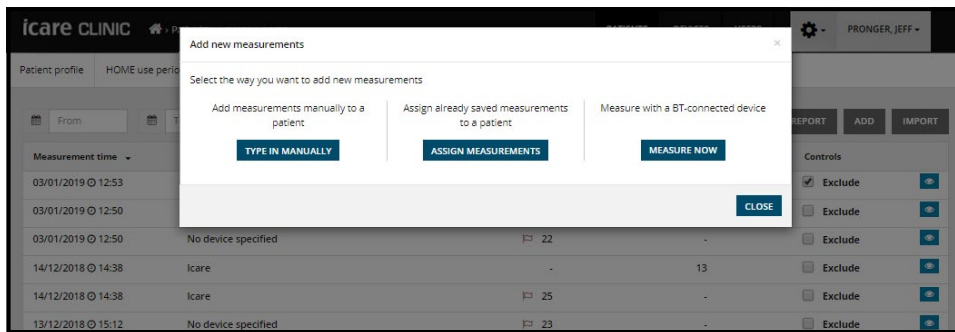 icare CLINIC
PATIENTS DEVICES USERS
PRONGER, JEFF
Add new measurements ×
Patient profile HOME use perio
Select the way you want to add new measurements
Add measurements manually to a patient
TYPE IN MANUALLY
Assign already saved measurements to a patient
ASSIGN MEASUREMENTS
Measure with a BT-connected device
MEASURE NOW
CLOSE
From
REPORT ADD IMPORT
Measurement time Controls
03/01/2019 12:53 Exclude
03/01/2019 12:50 Exclude
03/01/2019 12:50 No device specified 22 - Exclude
14/12/2018 14:38 Icare - 13 Exclude
14/12/2018 14:38 Icare 25 - Exclude
13/12/2018 15:12 No device specified 23 - Exclude